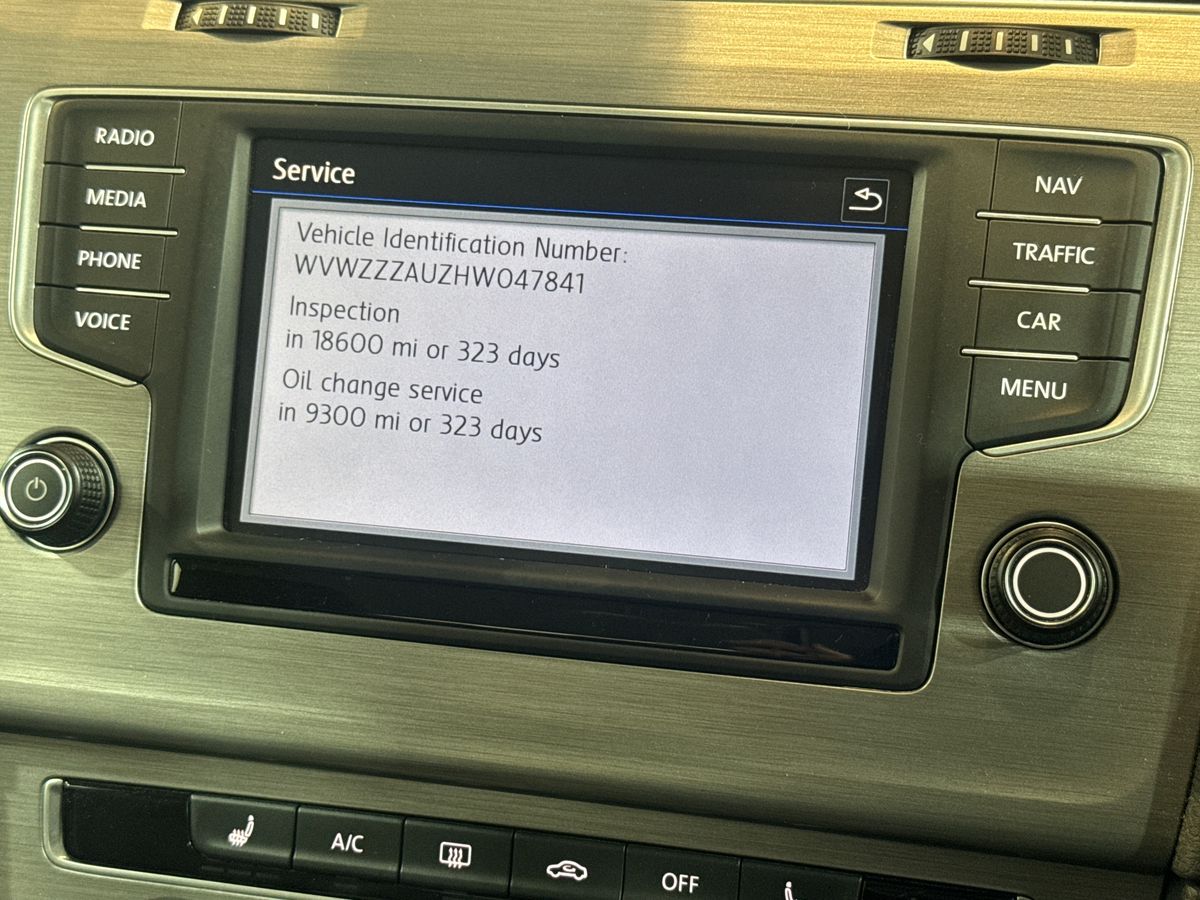 RADIO
MEDIA
PHONE
VOICE
Service
Vehicle Identification Number:
WVWZZZAUZHW047841
Inspection
in 18600 mi or 323 days
Oil change service
in 9300 mi or 323 days
NAV
TRAFFIC
CAR
MENU
A/C
OFF